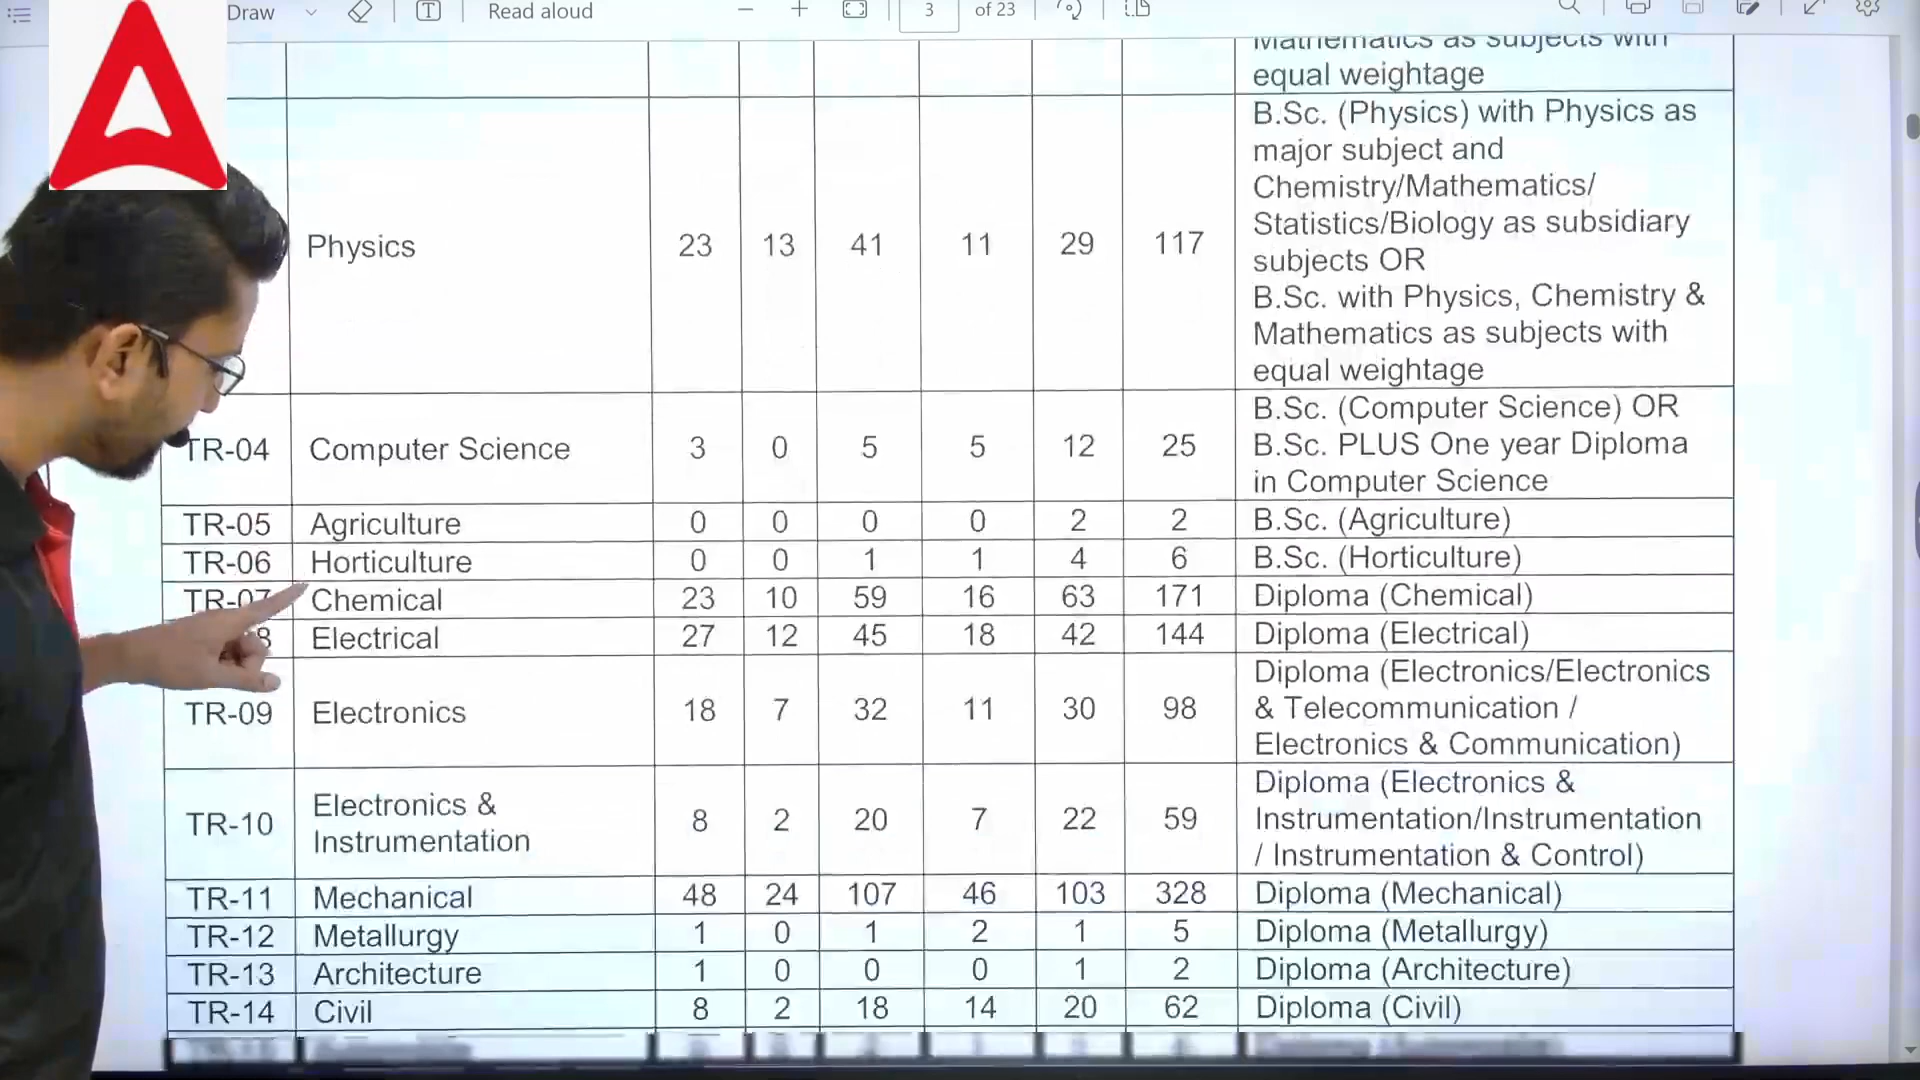 Draw
Read aloud
3
of 23
Mathematics as subjects with
equal weightage
Physics
23
13
41
11
29
117
B.Sc. (Physics) with Physics as
major subject and
Chemistry/Mathematics/
Statistics/Biology as subsidiary
subjects OR
B.Sc. with Physics, Chemistry &
Mathematics as subjects with
equal weightage
TR-04
Computer Science
3
0
5
5
12
25
B.Sc. (Computer Science) OR
B.Sc. PLUS One year Diploma
in Computer Science
TR-05 Agriculture 0 0 0 0 2 2 B.Sc. (Agriculture)
TR-06 Horticulture 0 0 1 1 4 6 B.Sc. (Horticulture)
TR-07 Chemical 23 10 59 16 63 171 Diploma (Chemical)
8 Electrical 27 12 45 18 42 144 Diploma (Electrical)
TR-09
Electronics
18
7
32
11
30
98
Diploma (Electronics/Electronics
& Telecommunication /
Electronics & Communication)
TR-10
Electronics &
Instrumentation
8
2
20
7
22
59
Diploma (Electronics &
Instrumentation/Instrumentation
/ Instrumentation & Control)
TR-11 Mechanical 48 24 107 46 103 328 Diploma (Mechanical)
TR-12 Metallurgy 1 0 1 2 1 5 Diploma (Metallurgy)
TR-13 Architecture 1 0 0 0 1 2 Diploma (Architecture)
TR-14 Civil 8 2 18 14 20 62 Diploma (Civil)